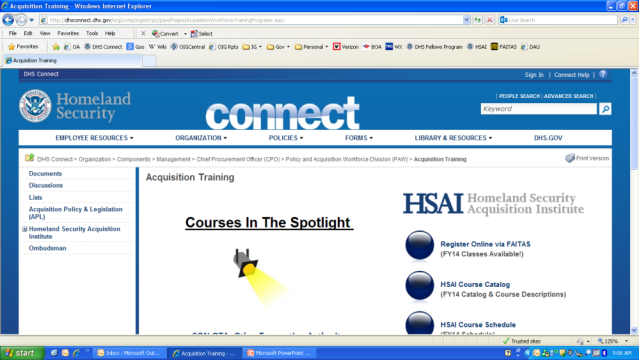 Acquisition Training - Windows Internet Explorer
http://dhsconnect.dhs.gov/org/comp/mgmt/cpo/paw/Pages/AcquisitionWorkforceTrainingPrograms.aspx
Live Search
File Edit View Favorites Tools Help
Convert Select
Favorites OA DHS Connect Goo W Wiki CIGCentral OIG Rpts IG Gov Personal Verizon BOA WX DHS Fellows Program HSAI FAITAS DAU
Acquisition Training
DHS Connect
Sign In | Connect Help |
Homeland
Security
connect
PEOPLE SEARCH | ADVANCED SEARCH |
Keyword
EMPLOYEE RESOURCES ORGANIZATION POLICIES FORMS LIBRARY & RESOURCES DHS.GOV
DHS Connect > Organization > Components > Management > Chief Procurement Officer (CPO) > Policy and Acquisition Workforce Division (PAW) > Acquisition Training
Print Version
Documents
Discussions
Lists
Acquisition Policy & Legislation
(APL)
Homeland Security Acquisition
Institute
Ombudsman
Acquisition Training
Courses In The Spotlight
HSAI Homeland Security
Acquisition Institute
Register Online via FAITAS
(FY14 Classes Available!)
HSAI Course Catalog
(FY14 Catalog & Course Descriptions)
HSAI Course Schedule
Trusted sites
125%
start
Inbox - Microsoft Out...
Acquisition Training - ...
Microsoft PowerPoint ...
9:06 AM